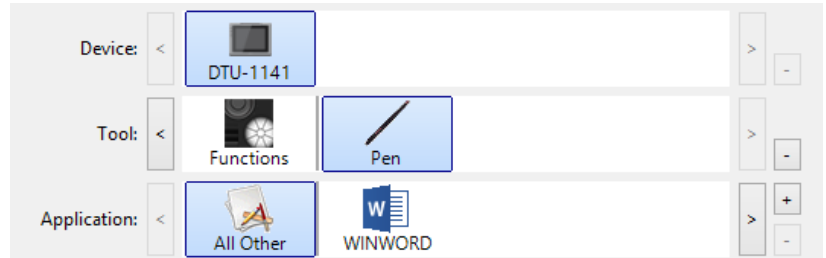 Device: < DTU-1141 > -
Tool: < Functions Pen > -
Application: < All Other W WINWORD > + -